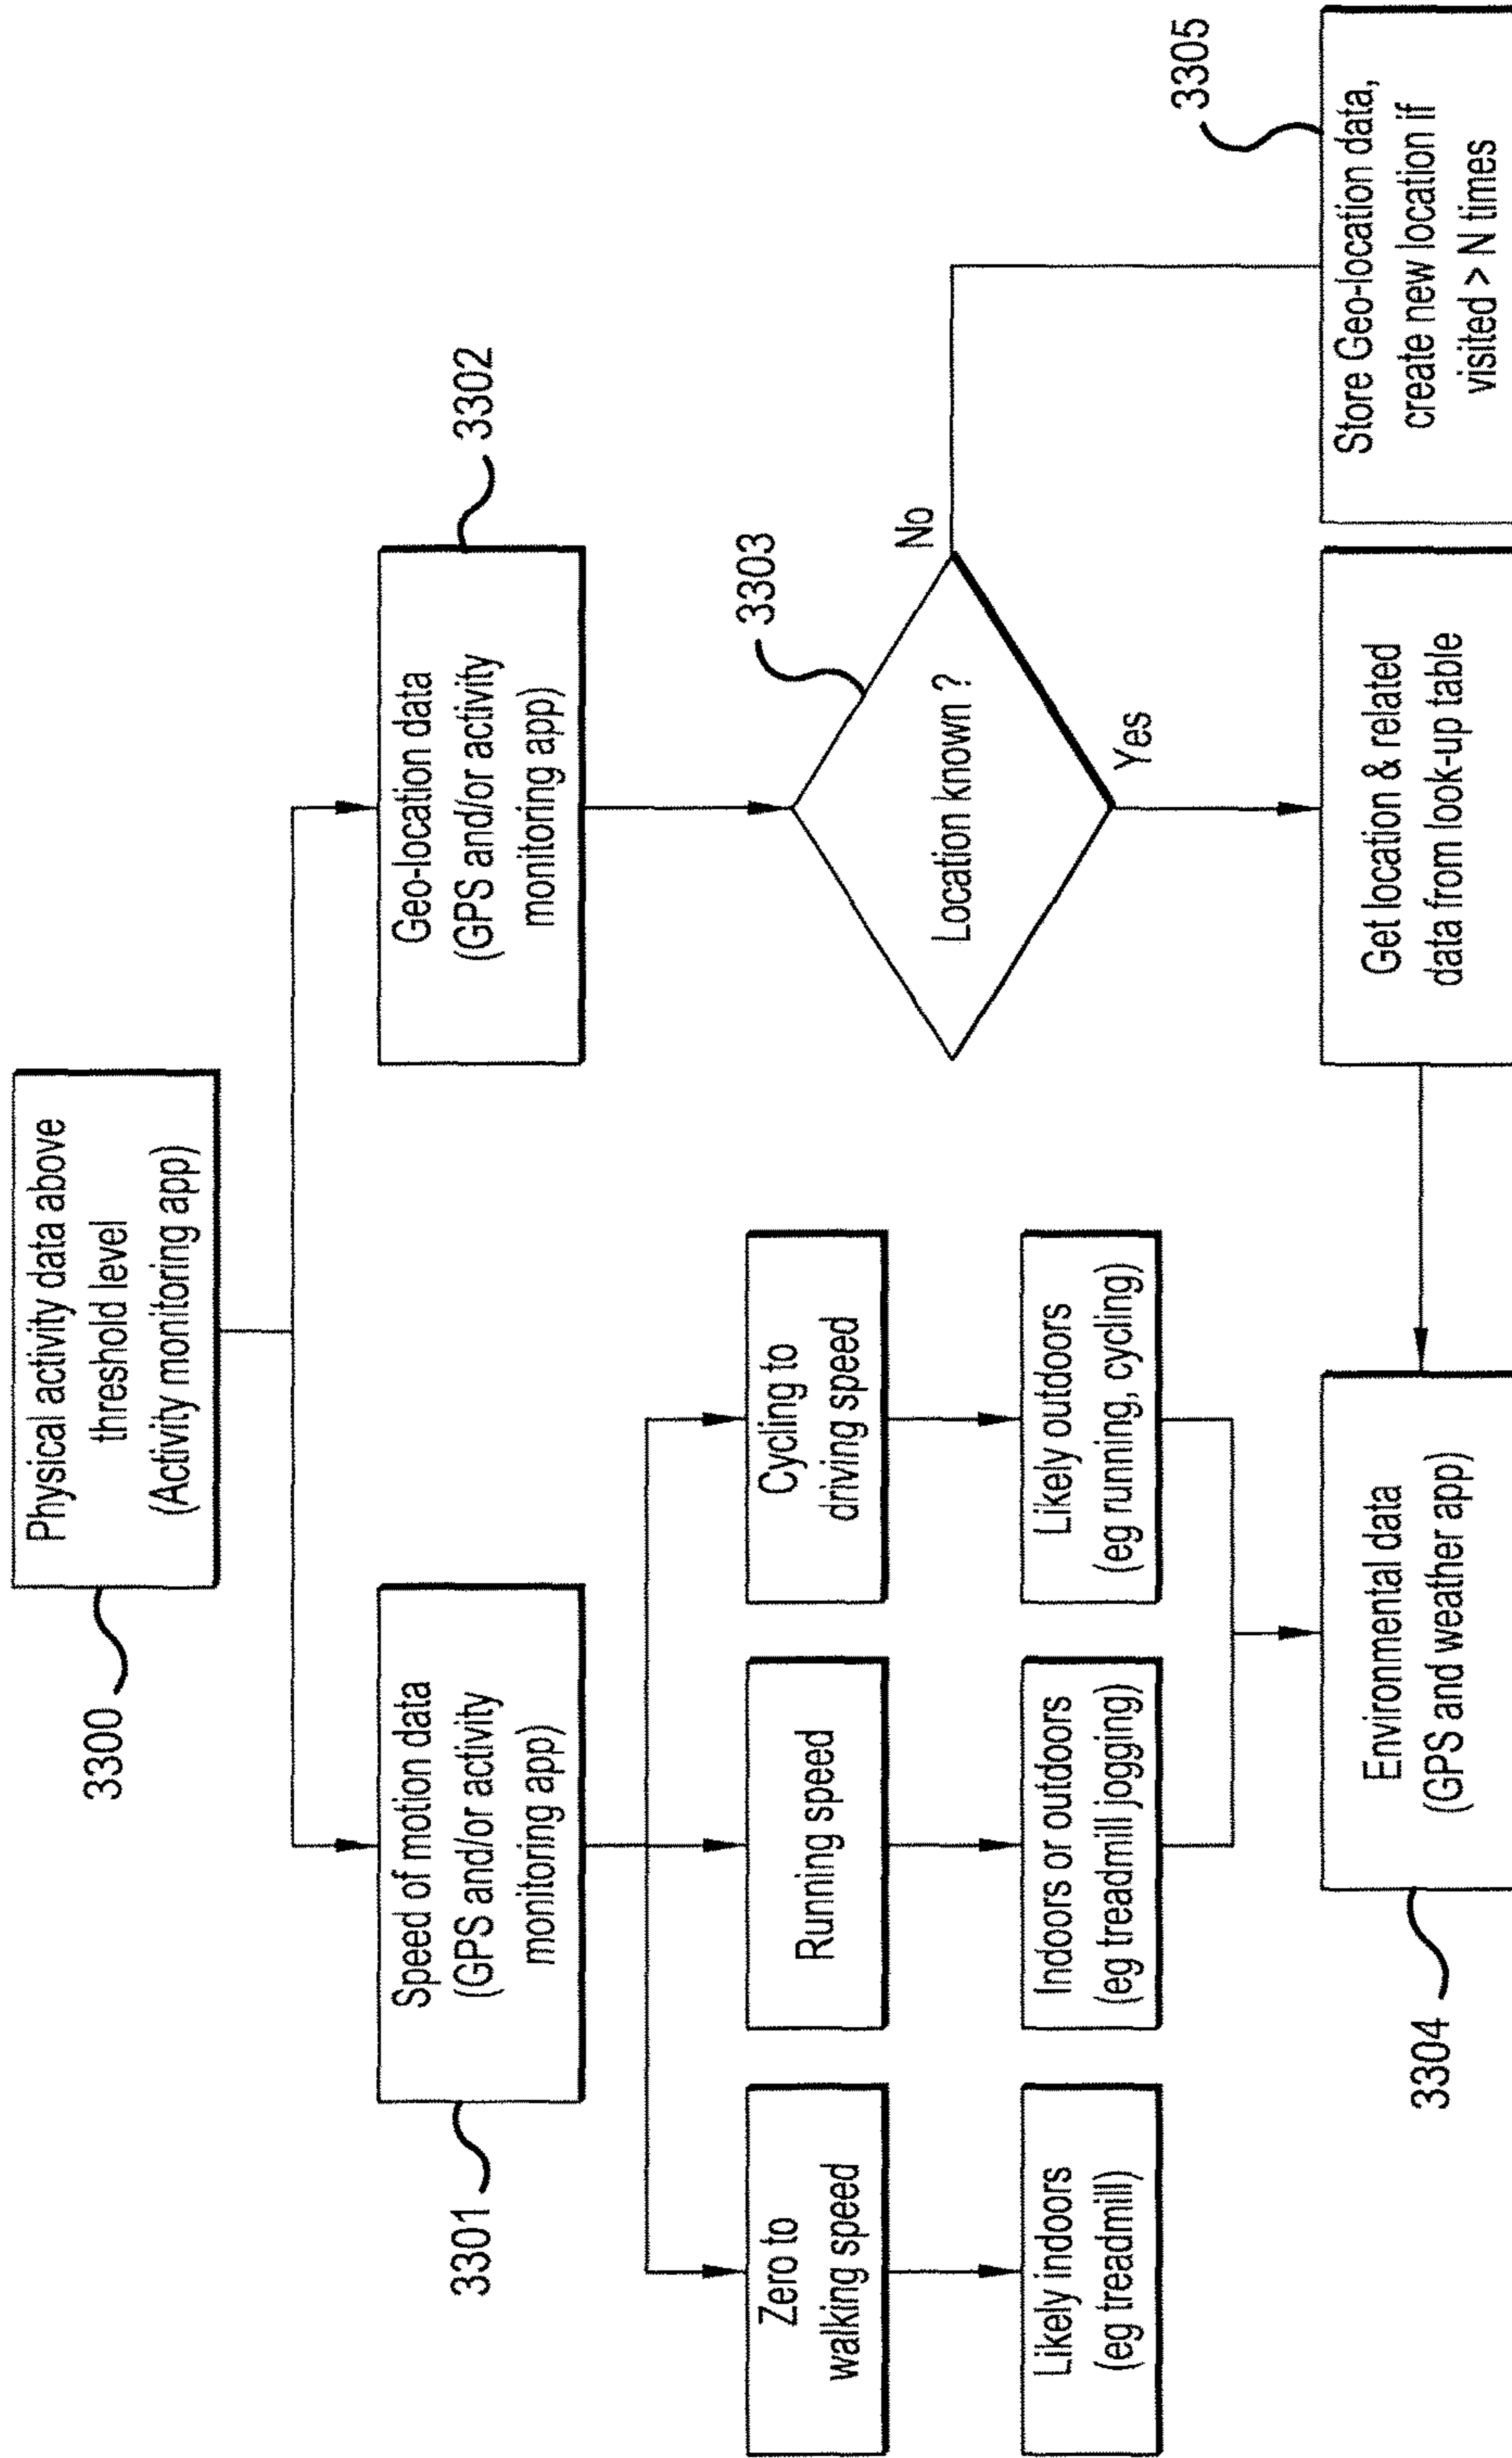 3300
Physical activity data above
threshold level
(Activity monitoring app)
3301
Speed of motion data
(GPS and/or activity
monitoring app)
3302
Geo-location data
(GPS and/or activity
monitoring app)
Zero to
walking speed
Running speed
Cycling to
driving speed
Likely indoors
(eg treadmill)
Indoors or outdoors
(eg treadmill jogging)
Likely outdoors
(eg running, cycling)
3303
Location known ?
No
Yes
3304
Environmental data
(GPS and weather app)
Get location & related
data from look-up table
3305
Store Geo-location data,
create new location if
visited > N times